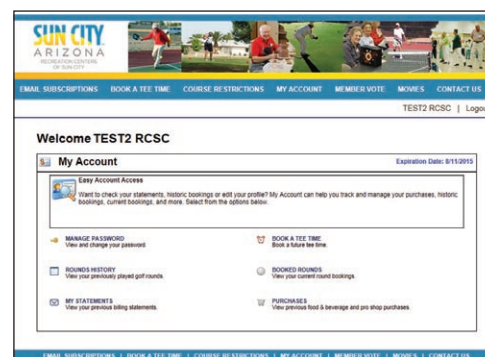 SUN CITY
ARIZONA
RECREATION CENTERS
OF SUN CITY
EMAIL SUBSCRIPTIONS BOOK A TEE TIME COURSE RESTRICTIONS MY ACCOUNT MEMBER VOTE MOVIES CONTACT US
TEST2 RCSC | Logou
Welcome TEST2 RCSC
My Account Expiration Date: 8/11/2015
Easy Account Access
Want to check your statements, historic bookings or edit your profile? My Account can help you track and manage your purchases, historic
bookings, current bookings, and more. Select from the options below.
MANAGE PASSWORD
View and change your password.
BOOK A TEE TIME
Book a future tee time.
ROUNDS HISTORY
View your previously played golf rounds.
BOOKED ROUNDS
View your current round bookings.
MY STATEMENTS
View your previous billing statements.
PURCHASES
View previous food & beverage and pro shop purchases.
EMAIL SUBSCRIPTIONS | BOOK A TEE TIME | COURSE RESTRICTIONS | MY ACCOUNT | MEMBER VOTE | MOVIES | CONTACT US